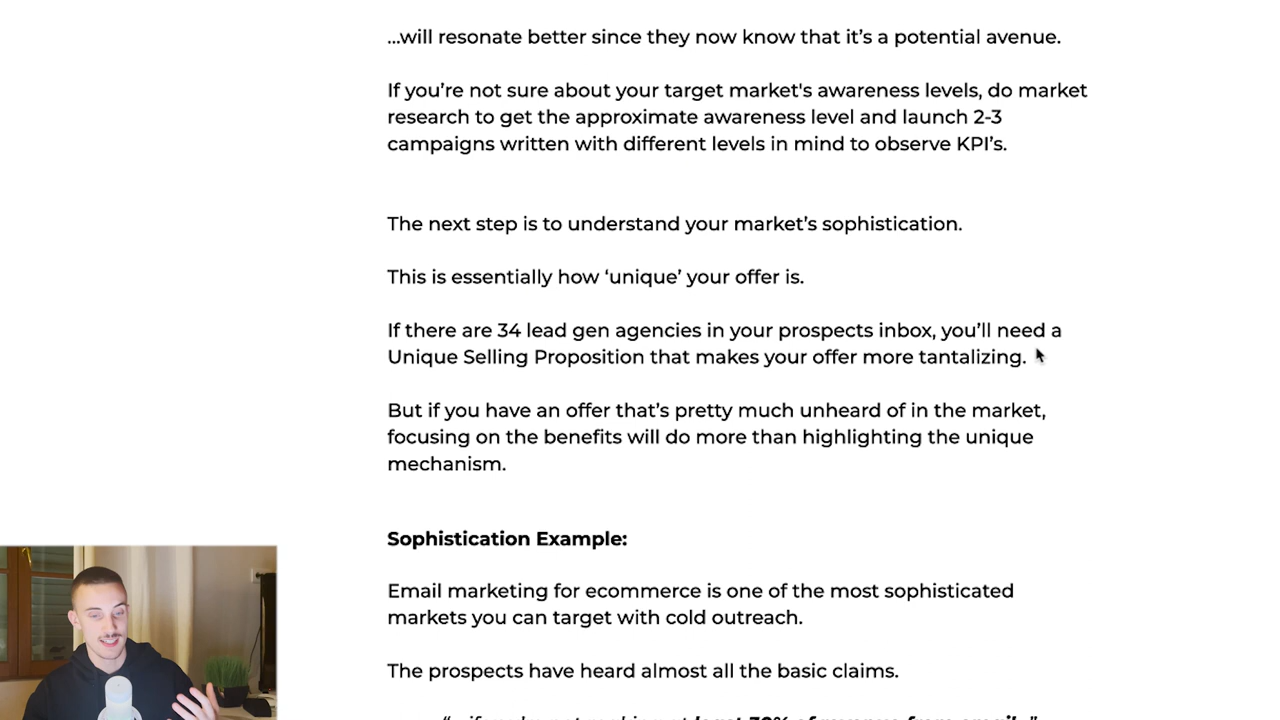 …will resonate better since they now know that it’s a potential avenue.
If you’re not sure about your target market's awareness levels, do market
research to get the approximate awareness level and launch 2-3
campaigns written with different levels in mind to observe KPI’s.
The next step is to understand your market’s sophistication.
This is essentially how ‘unique’ your offer is.
If there are 34 lead gen agencies in your prospects inbox, you’ll need a
Unique Selling Proposition that makes your offer more tantalizing.
But if you have an offer that’s pretty much unheard of in the market,
focusing on the benefits will do more than highlighting the unique
mechanism.
Sophistication Example:
Email marketing for ecommerce is one of the most sophisticated
markets you can target with cold outreach.
The prospects have heard almost all the basic claims.
least 30% of revenue from email